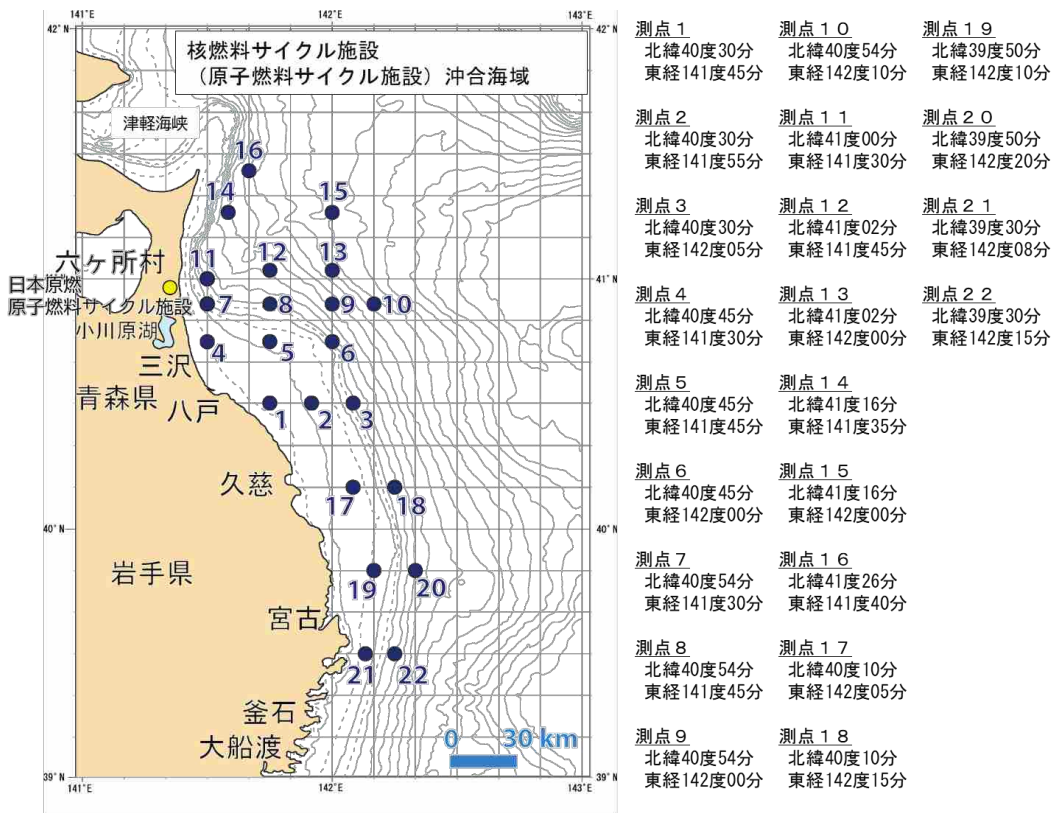 141°E
142°E
143°E
42°N
核燃料サイクル施設
（原子燃料サイクル施設）沖合海域
津軽海峡
16
14
15
12
13
11
六ヶ所村
41°N
41°N
日本原燃
原子燃料サイクル施設
7
8
9
10
小川原湖
4
5
6
三沢
青森県
八戸
1
2
3
久慈
17
18
40°N
40°N
岩手県
19
20
宮古
21
22
釜石
大船渡
0 30 km
39°N
39°N
141°E
142°E
143°E
測点１
北緯40度30分
東経141度45分
測点２
北緯40度30分
東経141度55分
測点３
北緯40度30分
東経142度05分
測点４
北緯40度45分
東経141度30分
測点５
北緯40度45分
東経141度45分
測点６
北緯40度45分
東経142度00分
測点７
北緯40度54分
東経141度30分
測点８
北緯40度54分
東経141度45分
測点９
北緯40度54分
東経142度00分
測点１０
北緯40度54分
東経142度10分
測点１１
北緯41度00分
東経141度30分
測点１２
北緯41度02分
東経141度45分
測点１３
北緯41度02分
東経142度00分
測点１４
北緯41度16分
東経141度35分
測点１５
北緯41度16分
東経142度00分
測点１６
北緯41度26分
東経141度40分
測点１７
北緯40度10分
東経142度05分
測点１８
北緯40度10分
東経142度15分
測点１９
北緯39度50分
東経142度10分
測点２０
北緯39度50分
東経142度20分
測点２１
北緯39度30分
東経142度08分
測点２２
北緯39度30分
東経142度15分